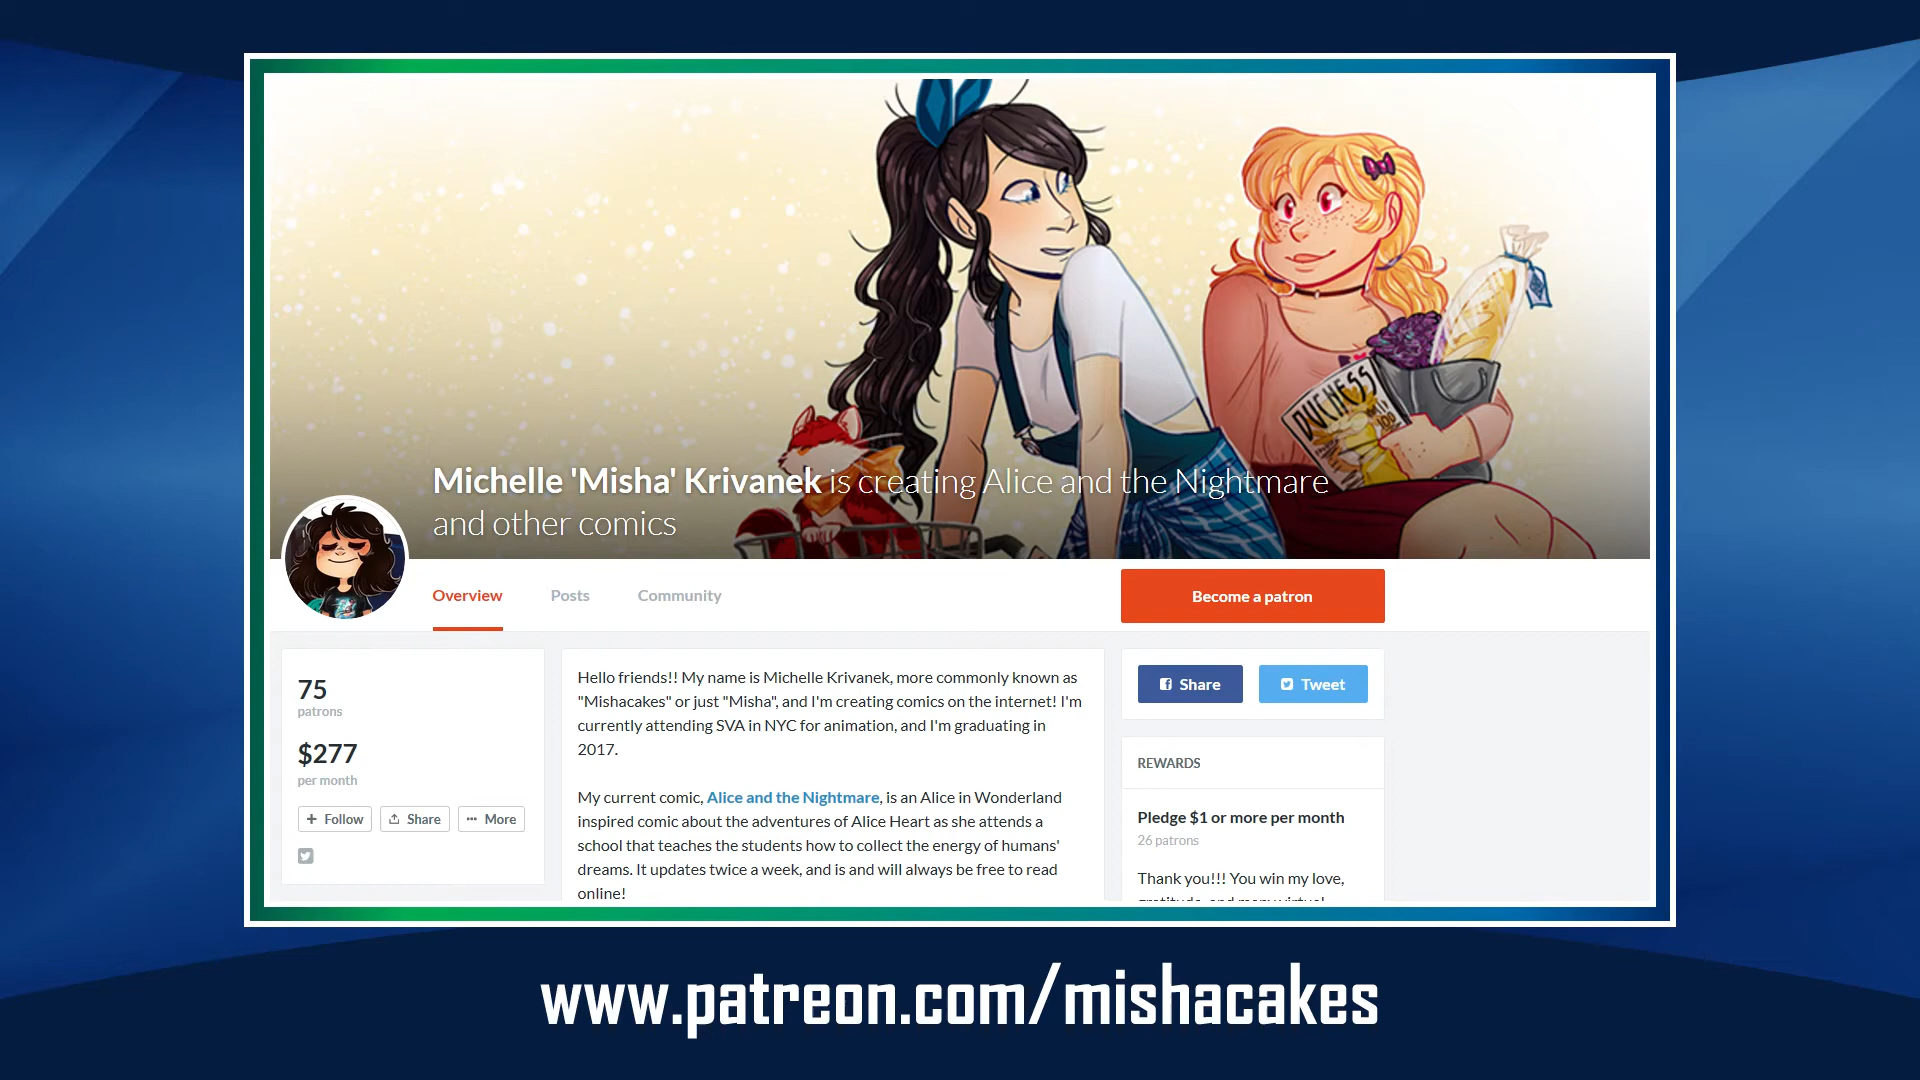 DUCHESS
100
Michelle 'Misha' Krivanek is creating Alice and the Nightmare
and other comics
Overview
Posts
Community
Become a patron
75
patrons
$277
per month
Follow
Share
More
Hello friends!! My name is Michelle Krivanek, more commonly known as
"Mishacakes" or just "Misha", and I'm creating comics on the internet! I'm
currently attending SVA in NYC for animation, and I'm graduating in
2017.
My current comic, Alice and the Nightmare, is an Alice in Wonderland
inspired comic about the adventures of Alice Heart as she attends a
school that teaches the students how to collect the energy of humans'
dreams. It updates twice a week, and is and will always be free to read
online!
Share
Tweet
REWARDS
Pledge $1 or more per month
26 patrons
Thank you!!! You win my love,
www.patreon.com/mishacakes